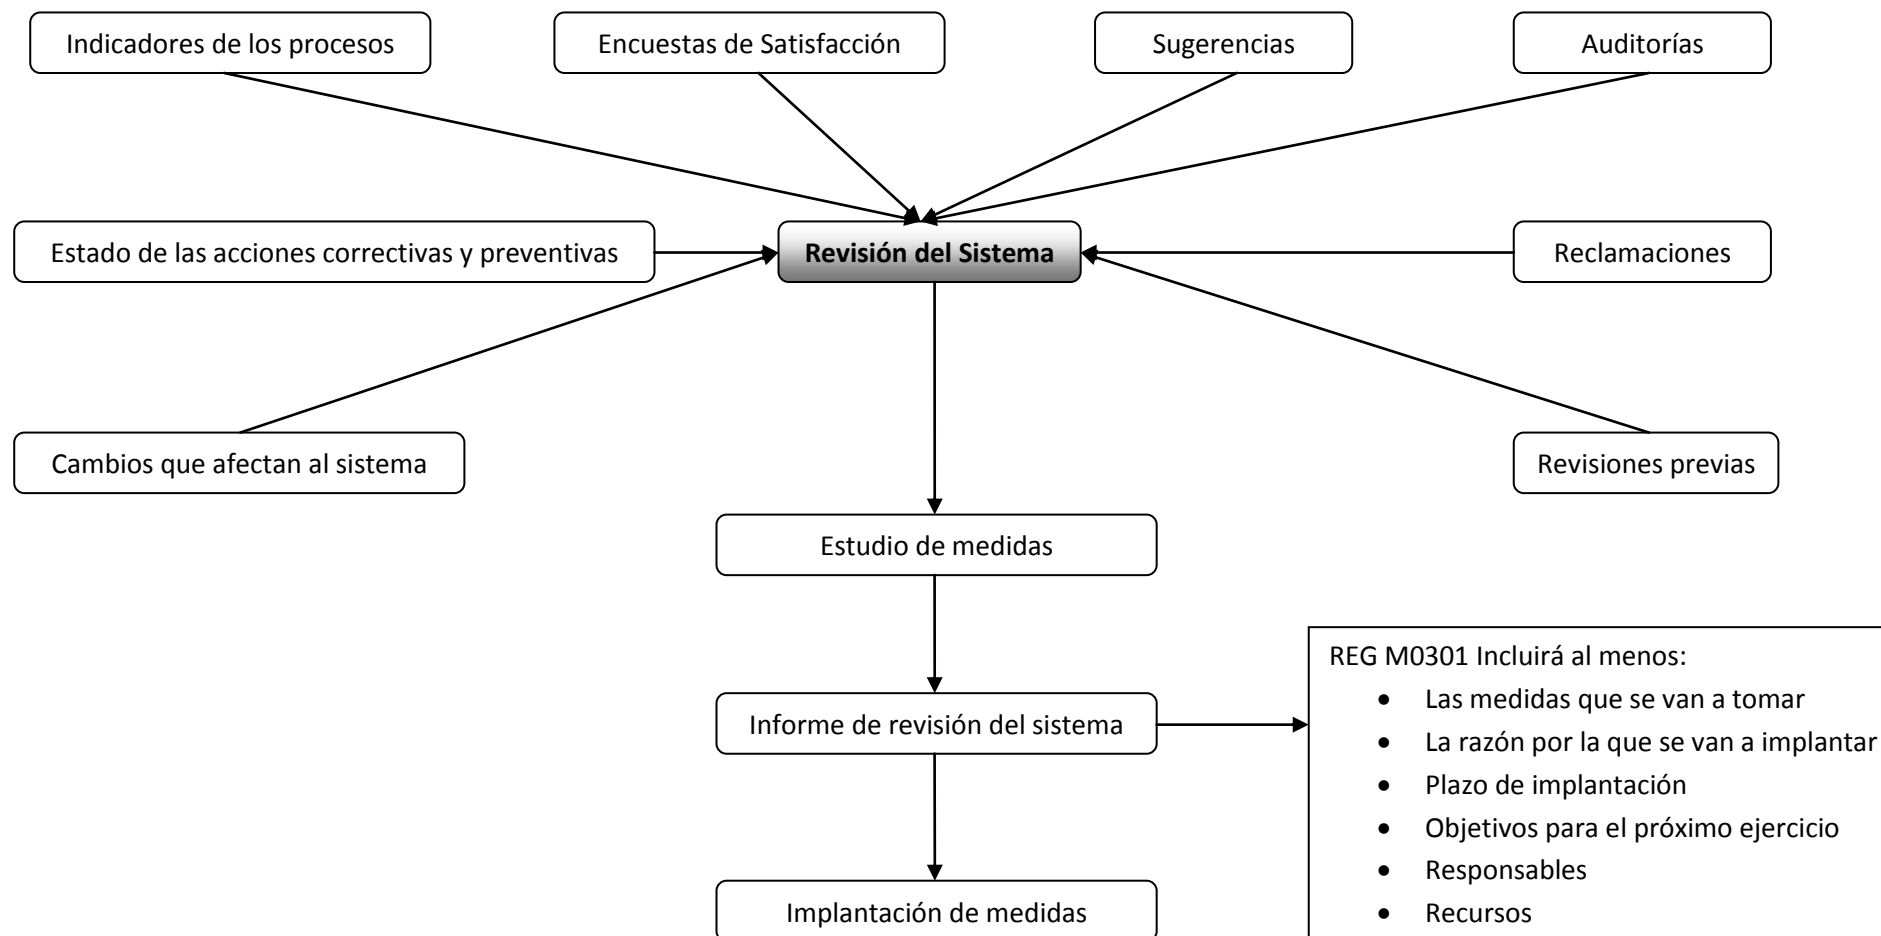 Indicadores de los procesos
Encuestas de Satisfacción
Sugerencias
Auditorías
Estado de las acciones correctivas y preventivas
Revisión del Sistema
Reclamaciones
Cambios que afectan al sistema
Revisiones previas
Estudio de medidas
Informe de revisión del sistema
REG M0301 Incluirá al menos:
• Las medidas que se van a tomar
• La razón por la que se van a implantar
• Plazo de implantación
• Objetivos para el próximo ejercicio
• Responsables
• Recursos
Implantación de medidas